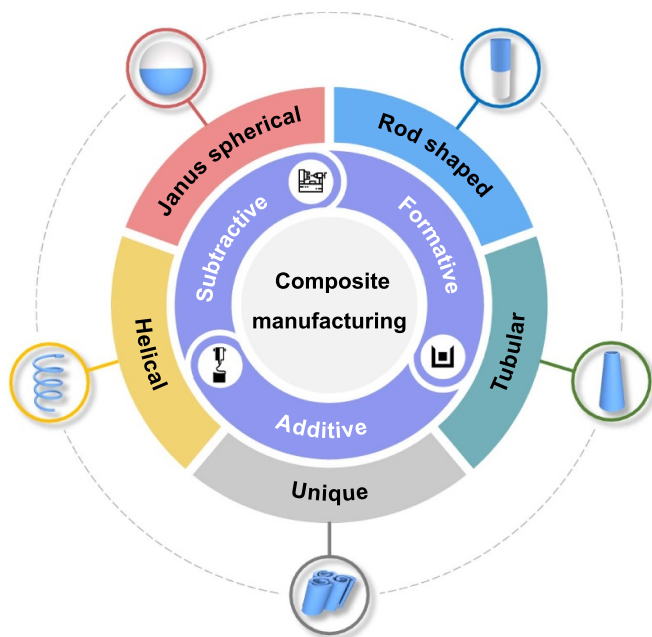 Janus spherical
Rod shaped
Subtractive
Formative
Composite
manufacturing
Helical
Tubular
Additive
Unique